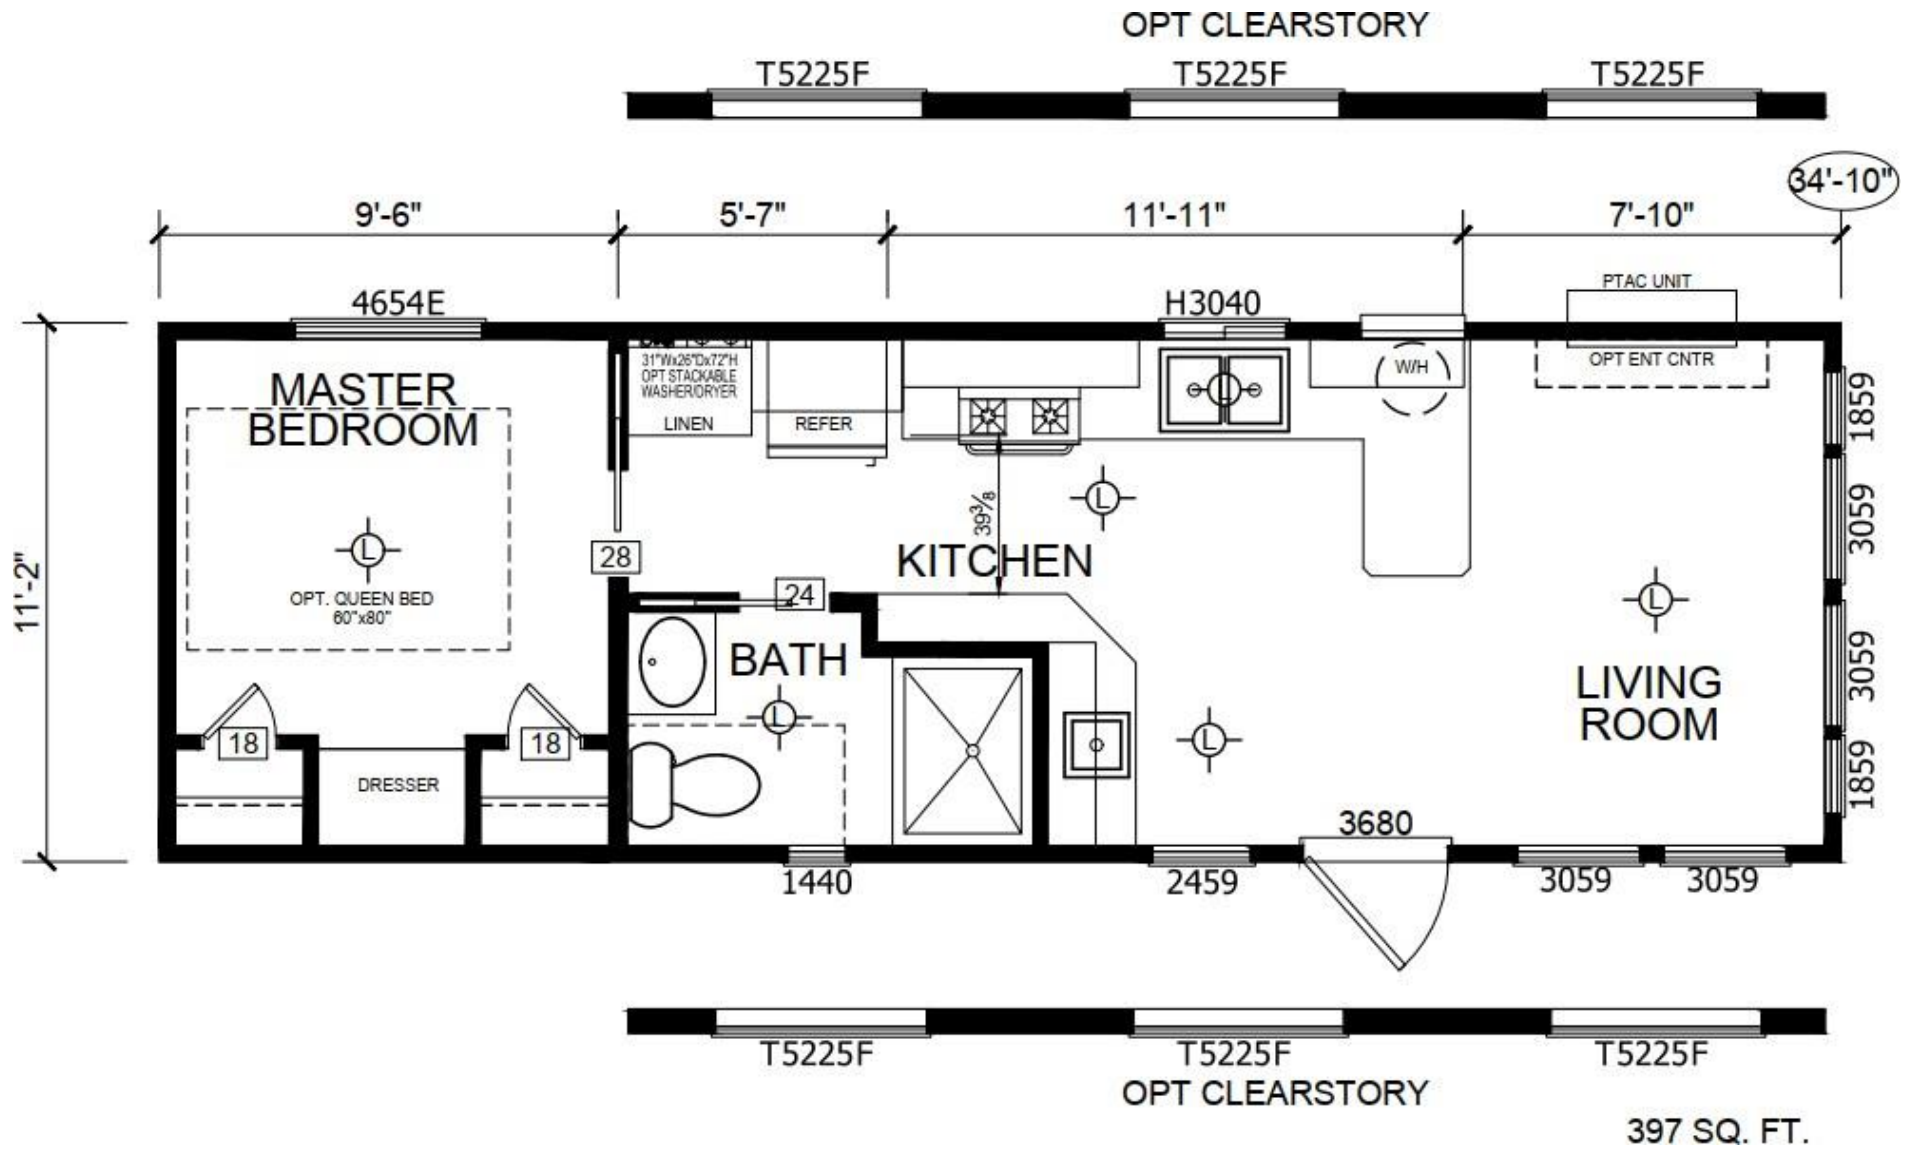 OPT CLEARSTORY
T5225F T5225F T5225F
34'-10"
9'-6" 5'-7" 11'-11" 7'-10"
PTAC UNIT
4654E H3040
31"Wx26"Dx72"H
OPT STACKABLE
WASHER/DRYER
LINEN
REFER
W/H
OPT ENT CNTR
L
MASTER
BEDROOM
1859
3059
3059
1859
L
39⅜
L
OPT. QUEEN BED
60"x80"
11'-2"
28
KITCHEN
24
L
BATH
L
LIVING
ROOM
L
18 18
DRESSER
3680
1440 2459 3059 3059
T5225F T5225F T5225F
OPT CLEARSTORY
397 SQ. FT.